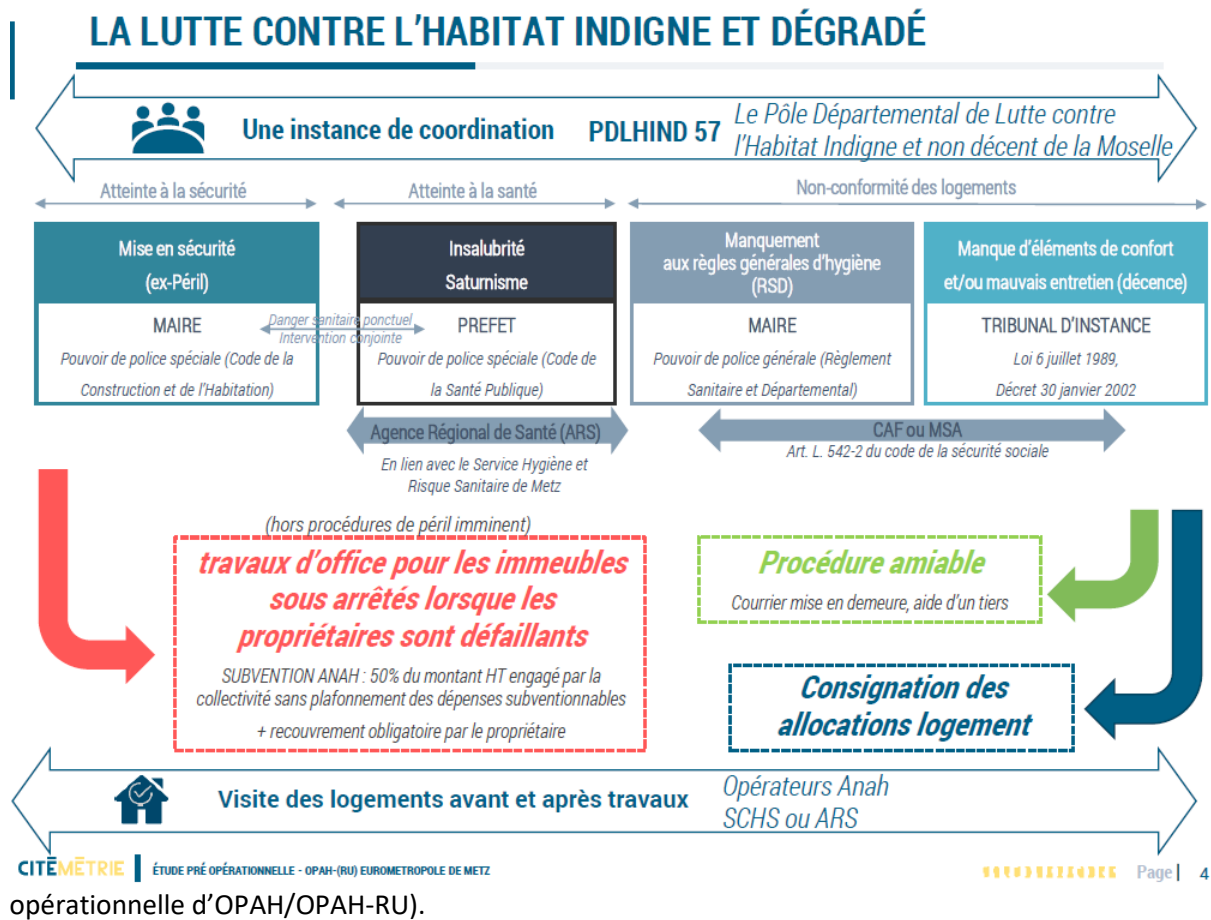 LA LUTTE CONTRE L'HABITAT INDIGNE ET DÉGRADÉ
Une instance de coordination PDLHIND 57
Le Pôle Départemental de Lutte contre
l'Habitat Indigne et non décent de la Moselle
Atteinte à la sécurité
Atteinte à la santé
Non-conformité des logements
Mise en sécurité
(ex-Péril)
MAIRE
Pouvoir de police spéciale (Code de la
Construction et de l'Habitation)
Danger sanitaire ponctuel
Intervention conjointe
Insalubrité
Saturnisme
PREFET
Pouvoir de police spéciale (Code de
la Santé Publique)
Manquement
aux règles générales d'hygiène
(RSD)
MAIRE
Pouvoir de police générale (Règlement
Sanitaire et Départemental)
Manque d'éléments de confort
et/ou mauvais entretien (décence)
TRIBUNAL D'INSTANCE
Loi 6 juillet 1989,
Décret 30 janvier 2002
Agence Régional de Santé (ARS)
En lien avec le Service Hygiène et
Risque Sanitaire de Metz
CAF ou MSA
Art. L. 542-2 du code de la sécurité sociale
(hors procédures de péril imminent)
travaux d'office pour les immeubles
sous arrêtés lorsque les
propriétaires sont défaillants
SUBVENTION ANAH : 50% du montant HT engagé par la
collectivité sans plafonnement des dépenses subventionnables
+ recouvrement obligatoire par le propriétaire
Procédure amiable
Courrier mise en demeure, aide d'un tiers
Consignation des
allocations logement
Visite des logements avant et après travaux
Opérateurs Anah
SCHS ou ARS
CITĒMĒTRIE
ÉTUDE PRÉ OPÉRATIONNELLE - OPAH-(RU) EUROMETROPOLE DE METZ
Page | 4
opérationnelle d'OPAH/OPAH-RU).